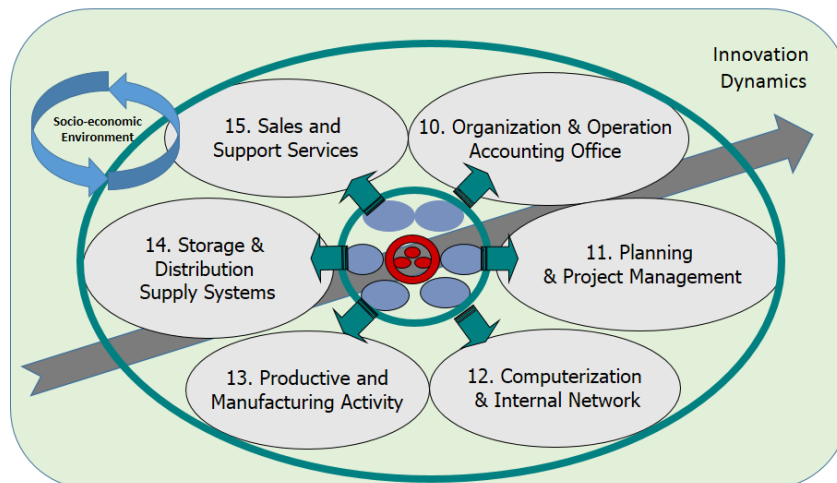 Innovation
Dynamics
Socio-economic
Environment
15. Sales and
Support Services
10. Organization & Operation
Accounting Office
14. Storage &
Distribution
Supply Systems
11. Planning
& Project Management
13. Productive and
Manufacturing Activity
12. Computerization
& Internal Network